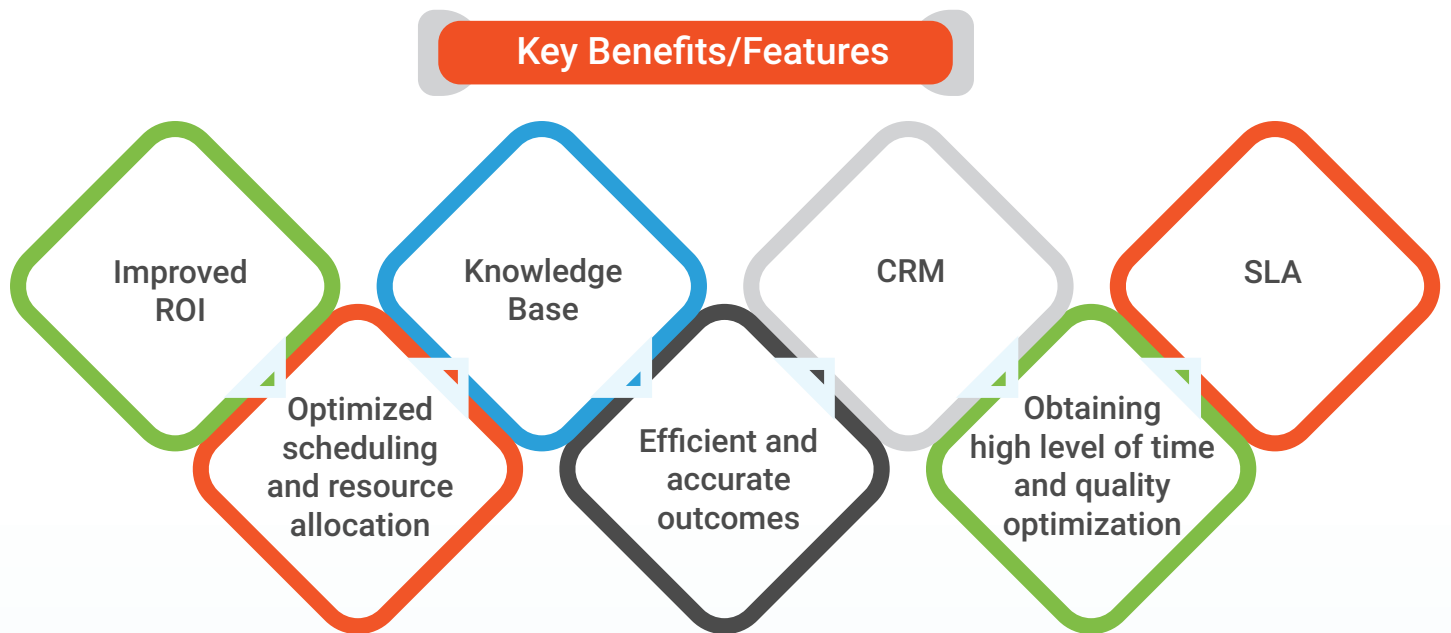 Key Benefits/Features
Improved
ROI
Optimized
scheduling
and resource
allocation
Knowledge
Base
Efficient and
accurate
outcomes
CRM
Obtaining
high level of time
and quality
optimization
SLA